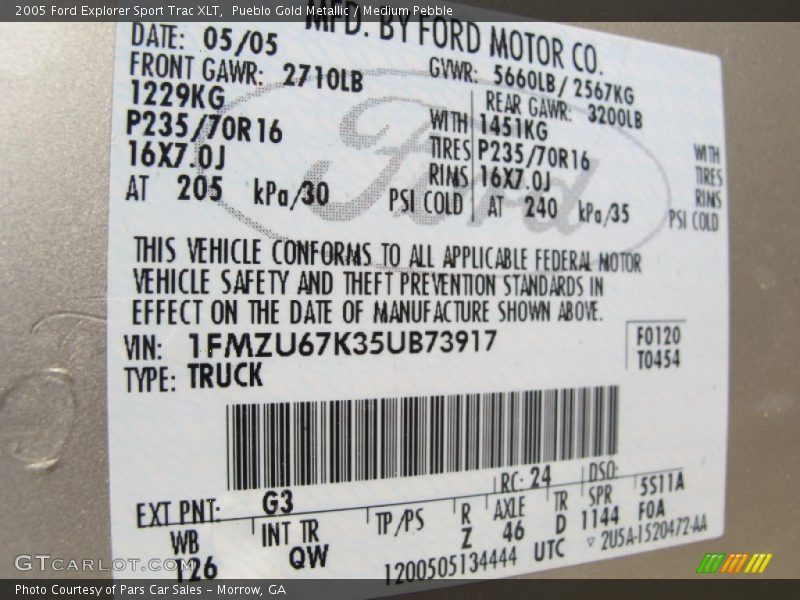 2005 Ford Explorer Sport Trac XLT, Pueblo Gold Metallic / Medium Pebble
MFD. BY FORD MOTOR CO.
DATE: 05/05
GVWR: 5660LB/ 2567KG
FRONT GAWR: 2710LB
REAR GAWR: 3200LB
1229KG WITH 1451KG WITH
P235/70R16 TIRES P235/70R16 TIRES
16X7.0J RINS 16X7.0J RINS
AT 205 kPa/30 PSI COLD AT 240 kPa/35 PSI COLD
Ford
THIS VEHICLE CONFORMS TO ALL APPLICABLE FEDERAL MOTOR
VEHICLE SAFETY AND THEFT PREVENTION STANDARDS IN
EFFECT ON THE DATE OF MANUFACTURE SHOWN ABOVE.
VIN: 1FMZU67K35UB73917
F0120
TYPE: TRUCK
T0454
EXT PNT: G3 RC: 24 DSO:
WB INT TR TP/PS R AXLE TR SPR 5S11A
126 QW Z 46 D 1144 F0A
1200505134444 UTC ▽ 2U5A-1520472-AA
GTcarlot.com
Photo Courtesy of Pars Car Sales - Morrow, GA